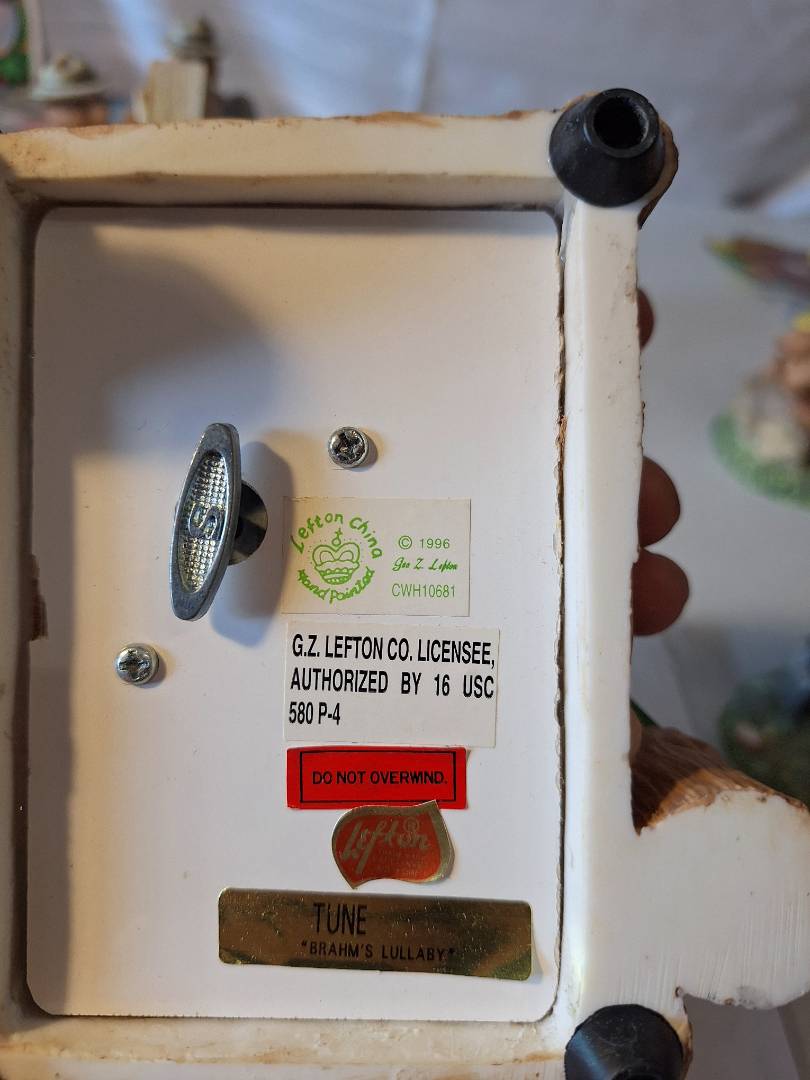 S
Lefton China
Hand Painted
© 1996
Geo Z. Lefton
CWH10681
G.Z. LEFTON CO. LICENSEE,
AUTHORIZED BY 16 USC
580 P-4
DO NOT OVERWIND.
Lefton ®
TUNE
"BRAHM'S LULLABY"